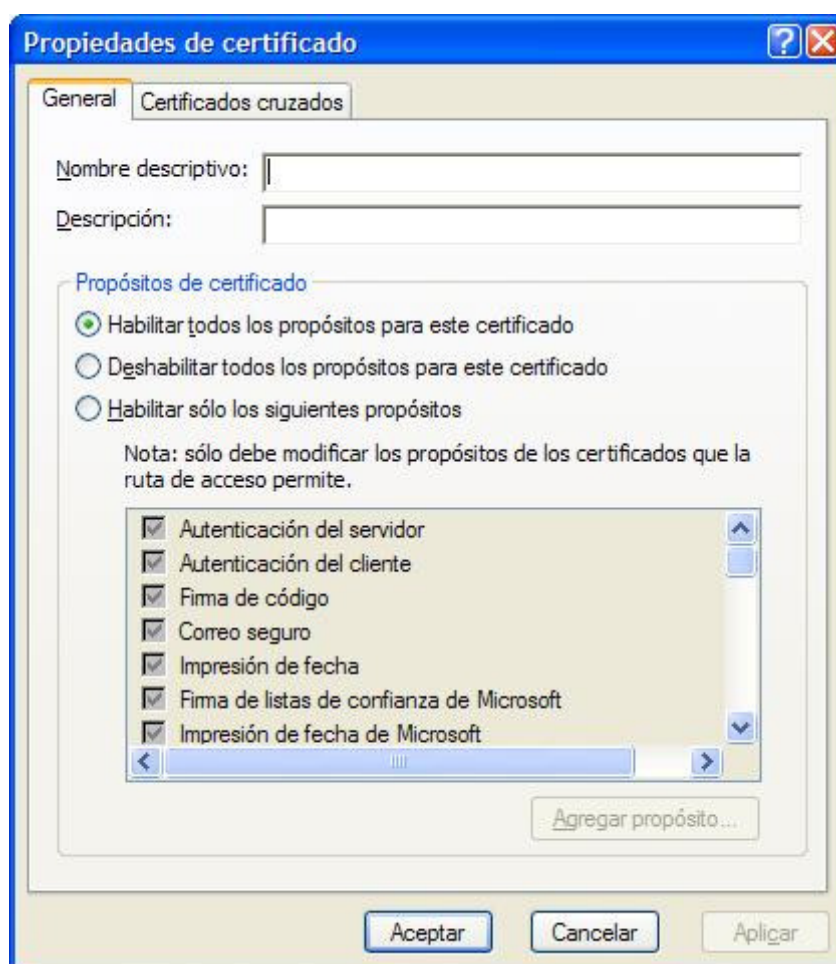 Propiedades de certificado
General
Certificados cruzados
Nombre descriptivo:
Descripción:
Propósitos de certificado
Habilitar todos los propósitos para este certificado
Deshabilitar todos los propósitos para este certificado
Habilitar sólo los siguientes propósitos
Nota: sólo debe modificar los propósitos de los certificados que la
ruta de acceso permite.
Autenticación del servidor
Autenticación del cliente
Firma de código
Correo seguro
Impresión de fecha
Firma de listas de confianza de Microsoft
Impresión de fecha de Microsoft
Agregar propósito...
Aceptar
Cancelar
Aplicar